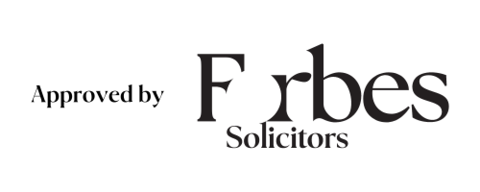 Approved by
F rbes
Solicitors